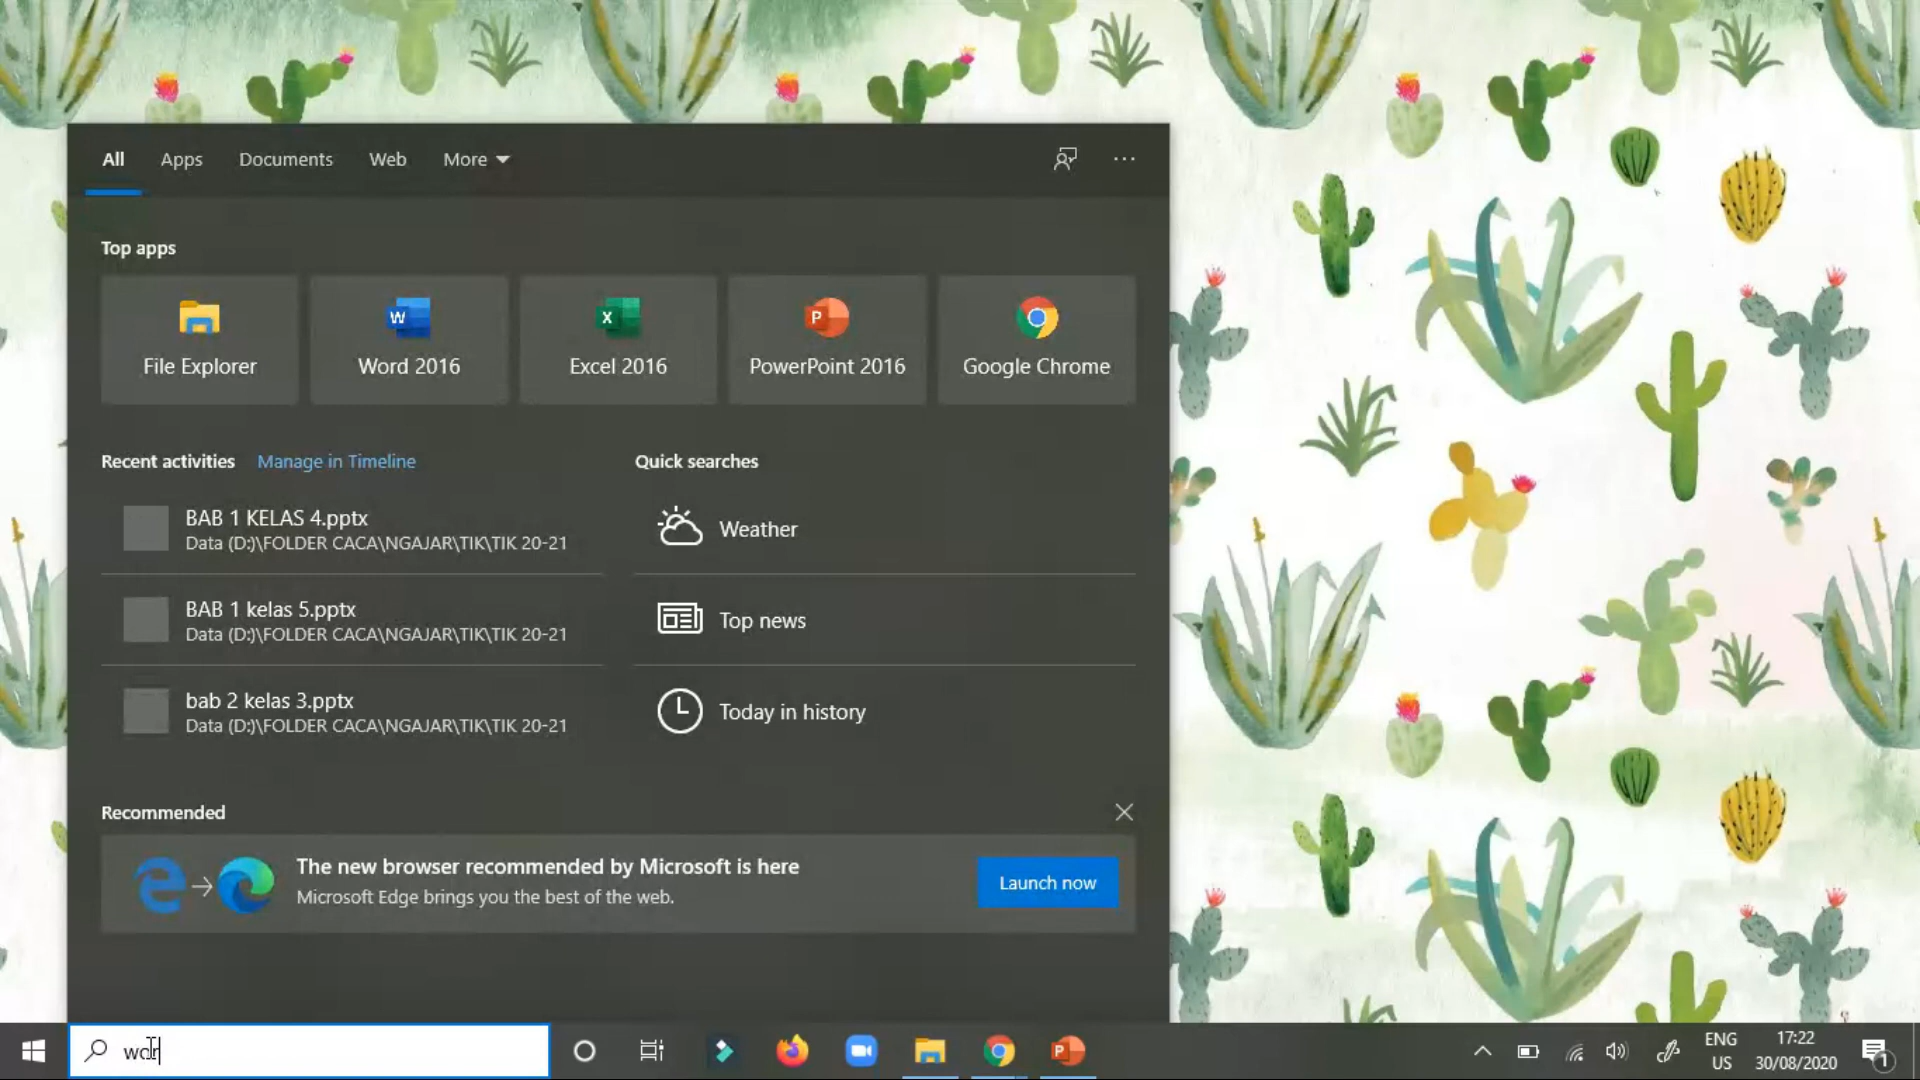 All Apps Documents Web More
Top apps
File Explorer Word 2016 Excel 2016 PowerPoint 2016 Google Chrome
Recent activities Manage in Timeline
BAB 1 KELAS 4.pptx
Data (D:)\FOLDER CACA\NGAJAR\TIK\TIK 20-21
BAB 1 kelas 5.pptx
Data (D:)\FOLDER CACA\NGAJAR\TIK\TIK 20-21
bab 2 kelas 3.pptx
Data (D:)\FOLDER CACA\NGAJAR\TIK\TIK 20-21
Quick searches
Weather
Top news
Today in history
Recommended
The new browser recommended by Microsoft is here
Microsoft Edge brings you the best of the web.
Launch now
wor
ENG
US
17:22
30/08/2020
1